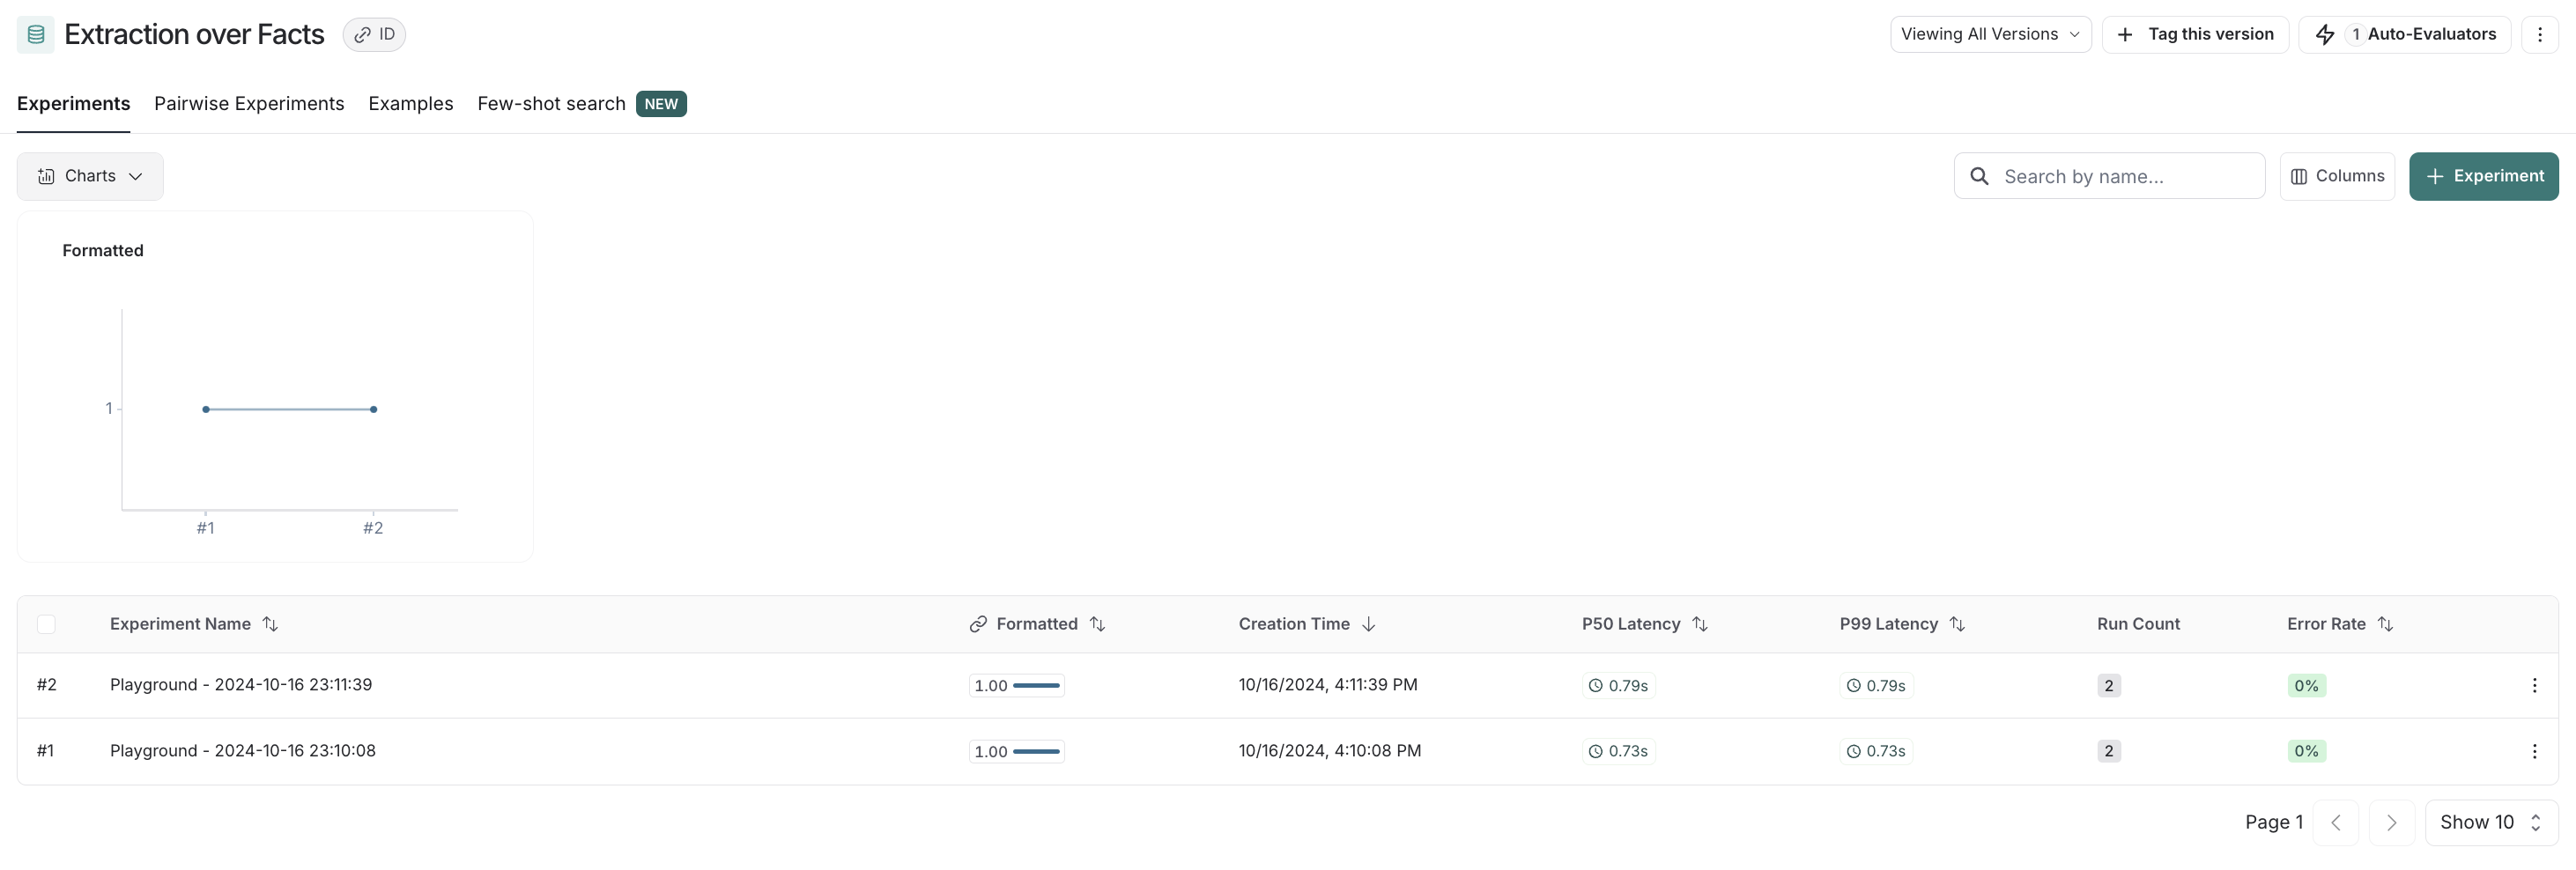 Extraction over Facts ID Viewing All Versions + Tag this version 1 Auto-Evaluators
Experiments Pairwise Experiments Examples Few-shot search NEW
Charts Search by name... Columns + Experiment
Formatted
1
#1 #2
Experiment Name Formatted Creation Time P50 Latency P99 Latency Run Count Error Rate
#2 Playground - 2024-10-16 23:11:39 1.00 10/16/2024, 4:11:39 PM 0.79s 0.79s 2 0%
#1 Playground - 2024-10-16 23:10:08 1.00 10/16/2024, 4:10:08 PM 0.73s 0.73s 2 0%
Page 1 Show 10